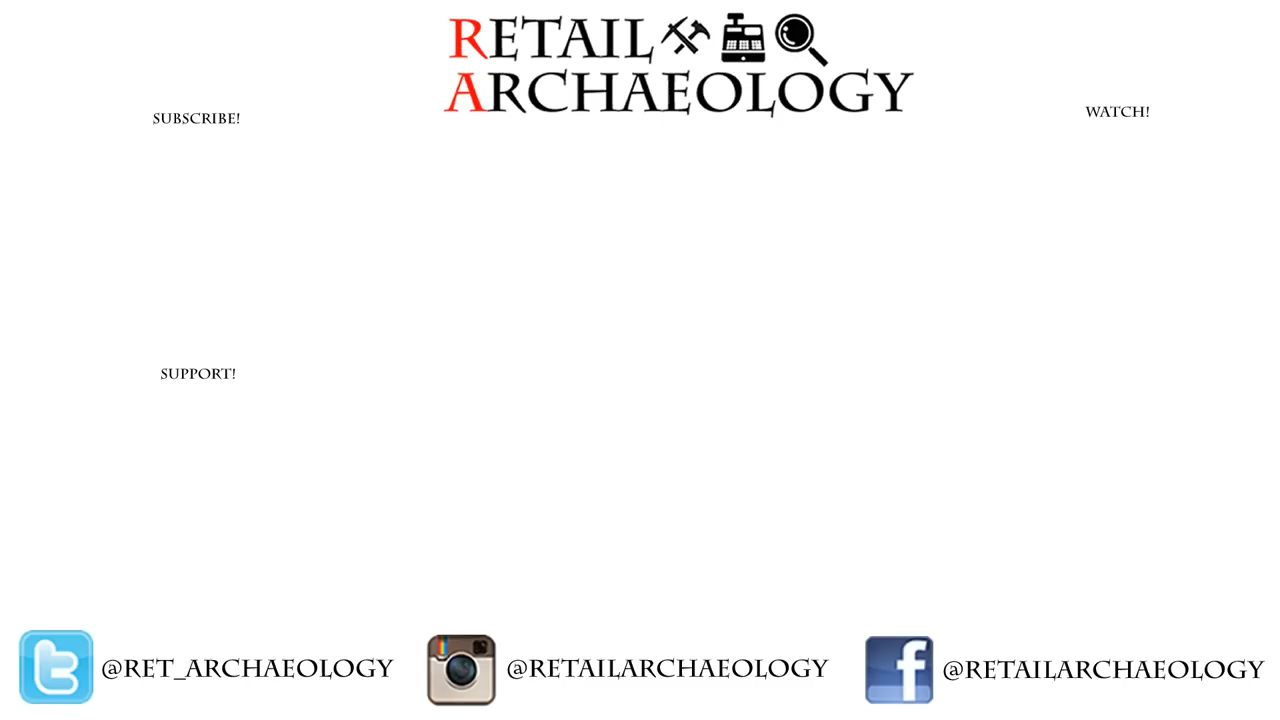 RETAIL
ARCHAEOLOGY
SUBSCRIBE!
WATCH!
SUPPORT!
@RET_ARCHAEOLOGY
@RETAILARCHAEOLOGY
@RETAILARCHAEOLOGY